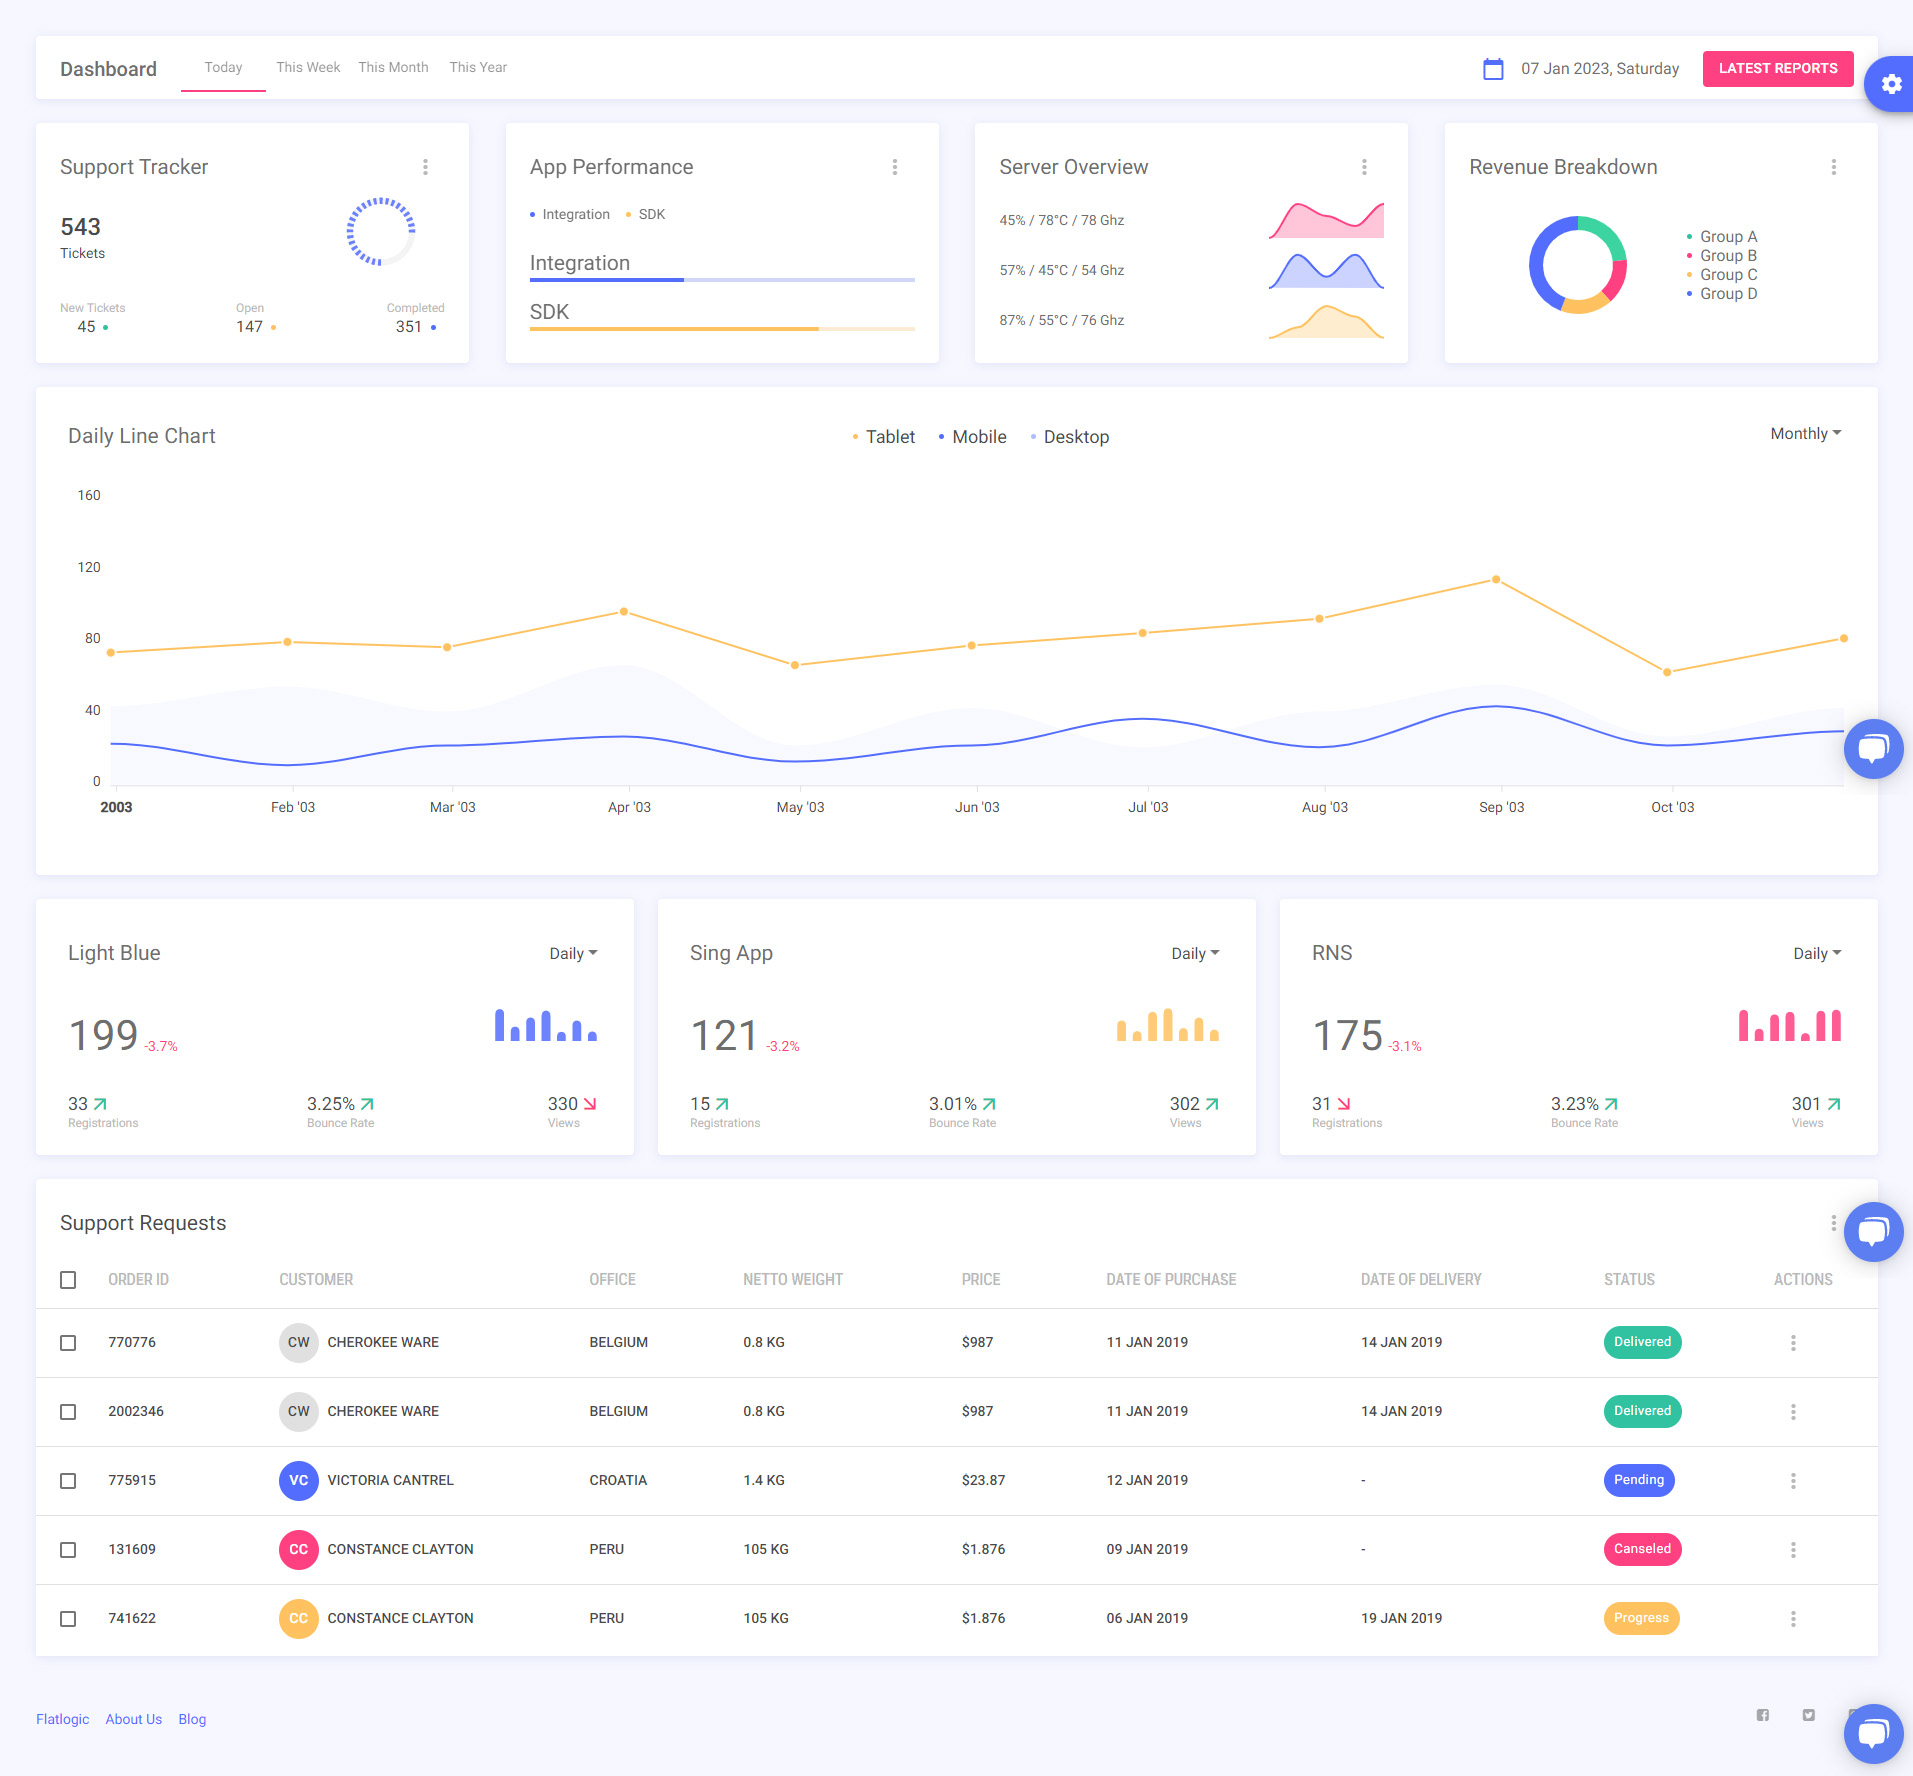 Dashboard Today This Week This Month This Year 07 Jan 2023, Saturday LATEST REPORTS
Support Tracker
543
Tickets
New Tickets Open Completed
45 147 351
App Performance
Integration SDK
Integration
SDK
Server Overview
45% / 78°C / 78 Ghz
57% / 45°C / 54 Ghz
87% / 55°C / 76 Ghz
Revenue Breakdown
Group A
Group B
Group C
Group D
Daily Line Chart Tablet Mobile Desktop Monthly
160
120
80
40
0
2003 Feb '03 Mar '03 Apr '03 May '03 Jun '03 Jul '03 Aug '03 Sep '03 Oct '03
Light Blue Daily
199 -3.7%
33 3.25% 330
Registrations Bounce Rate Views
Sing App Daily
121 -3.2%
15 3.01% 302
Registrations Bounce Rate Views
RNS Daily
175 -3.1%
31 3.23% 301
Registrations Bounce Rate Views
Support Requests
ORDER ID CUSTOMER OFFICE NETTO WEIGHT PRICE DATE OF PURCHASE DATE OF DELIVERY STATUS ACTIONS
770776 CW CHEROKEE WARE BELGIUM 0.8 KG $987 11 JAN 2019 14 JAN 2019 Delivered
2002346 CW CHEROKEE WARE BELGIUM 0.8 KG $987 11 JAN 2019 14 JAN 2019 Delivered
775915 VC VICTORIA CANTREL CROATIA 1.4 KG $23.87 12 JAN 2019 - Pending
131609 CC CONSTANCE CLAYTON PERU 105 KG $1.876 09 JAN 2019 - Canseled
741622 CC CONSTANCE CLAYTON PERU 105 KG $1.876 06 JAN 2019 19 JAN 2019 Progress
Flatlogic About Us Blog